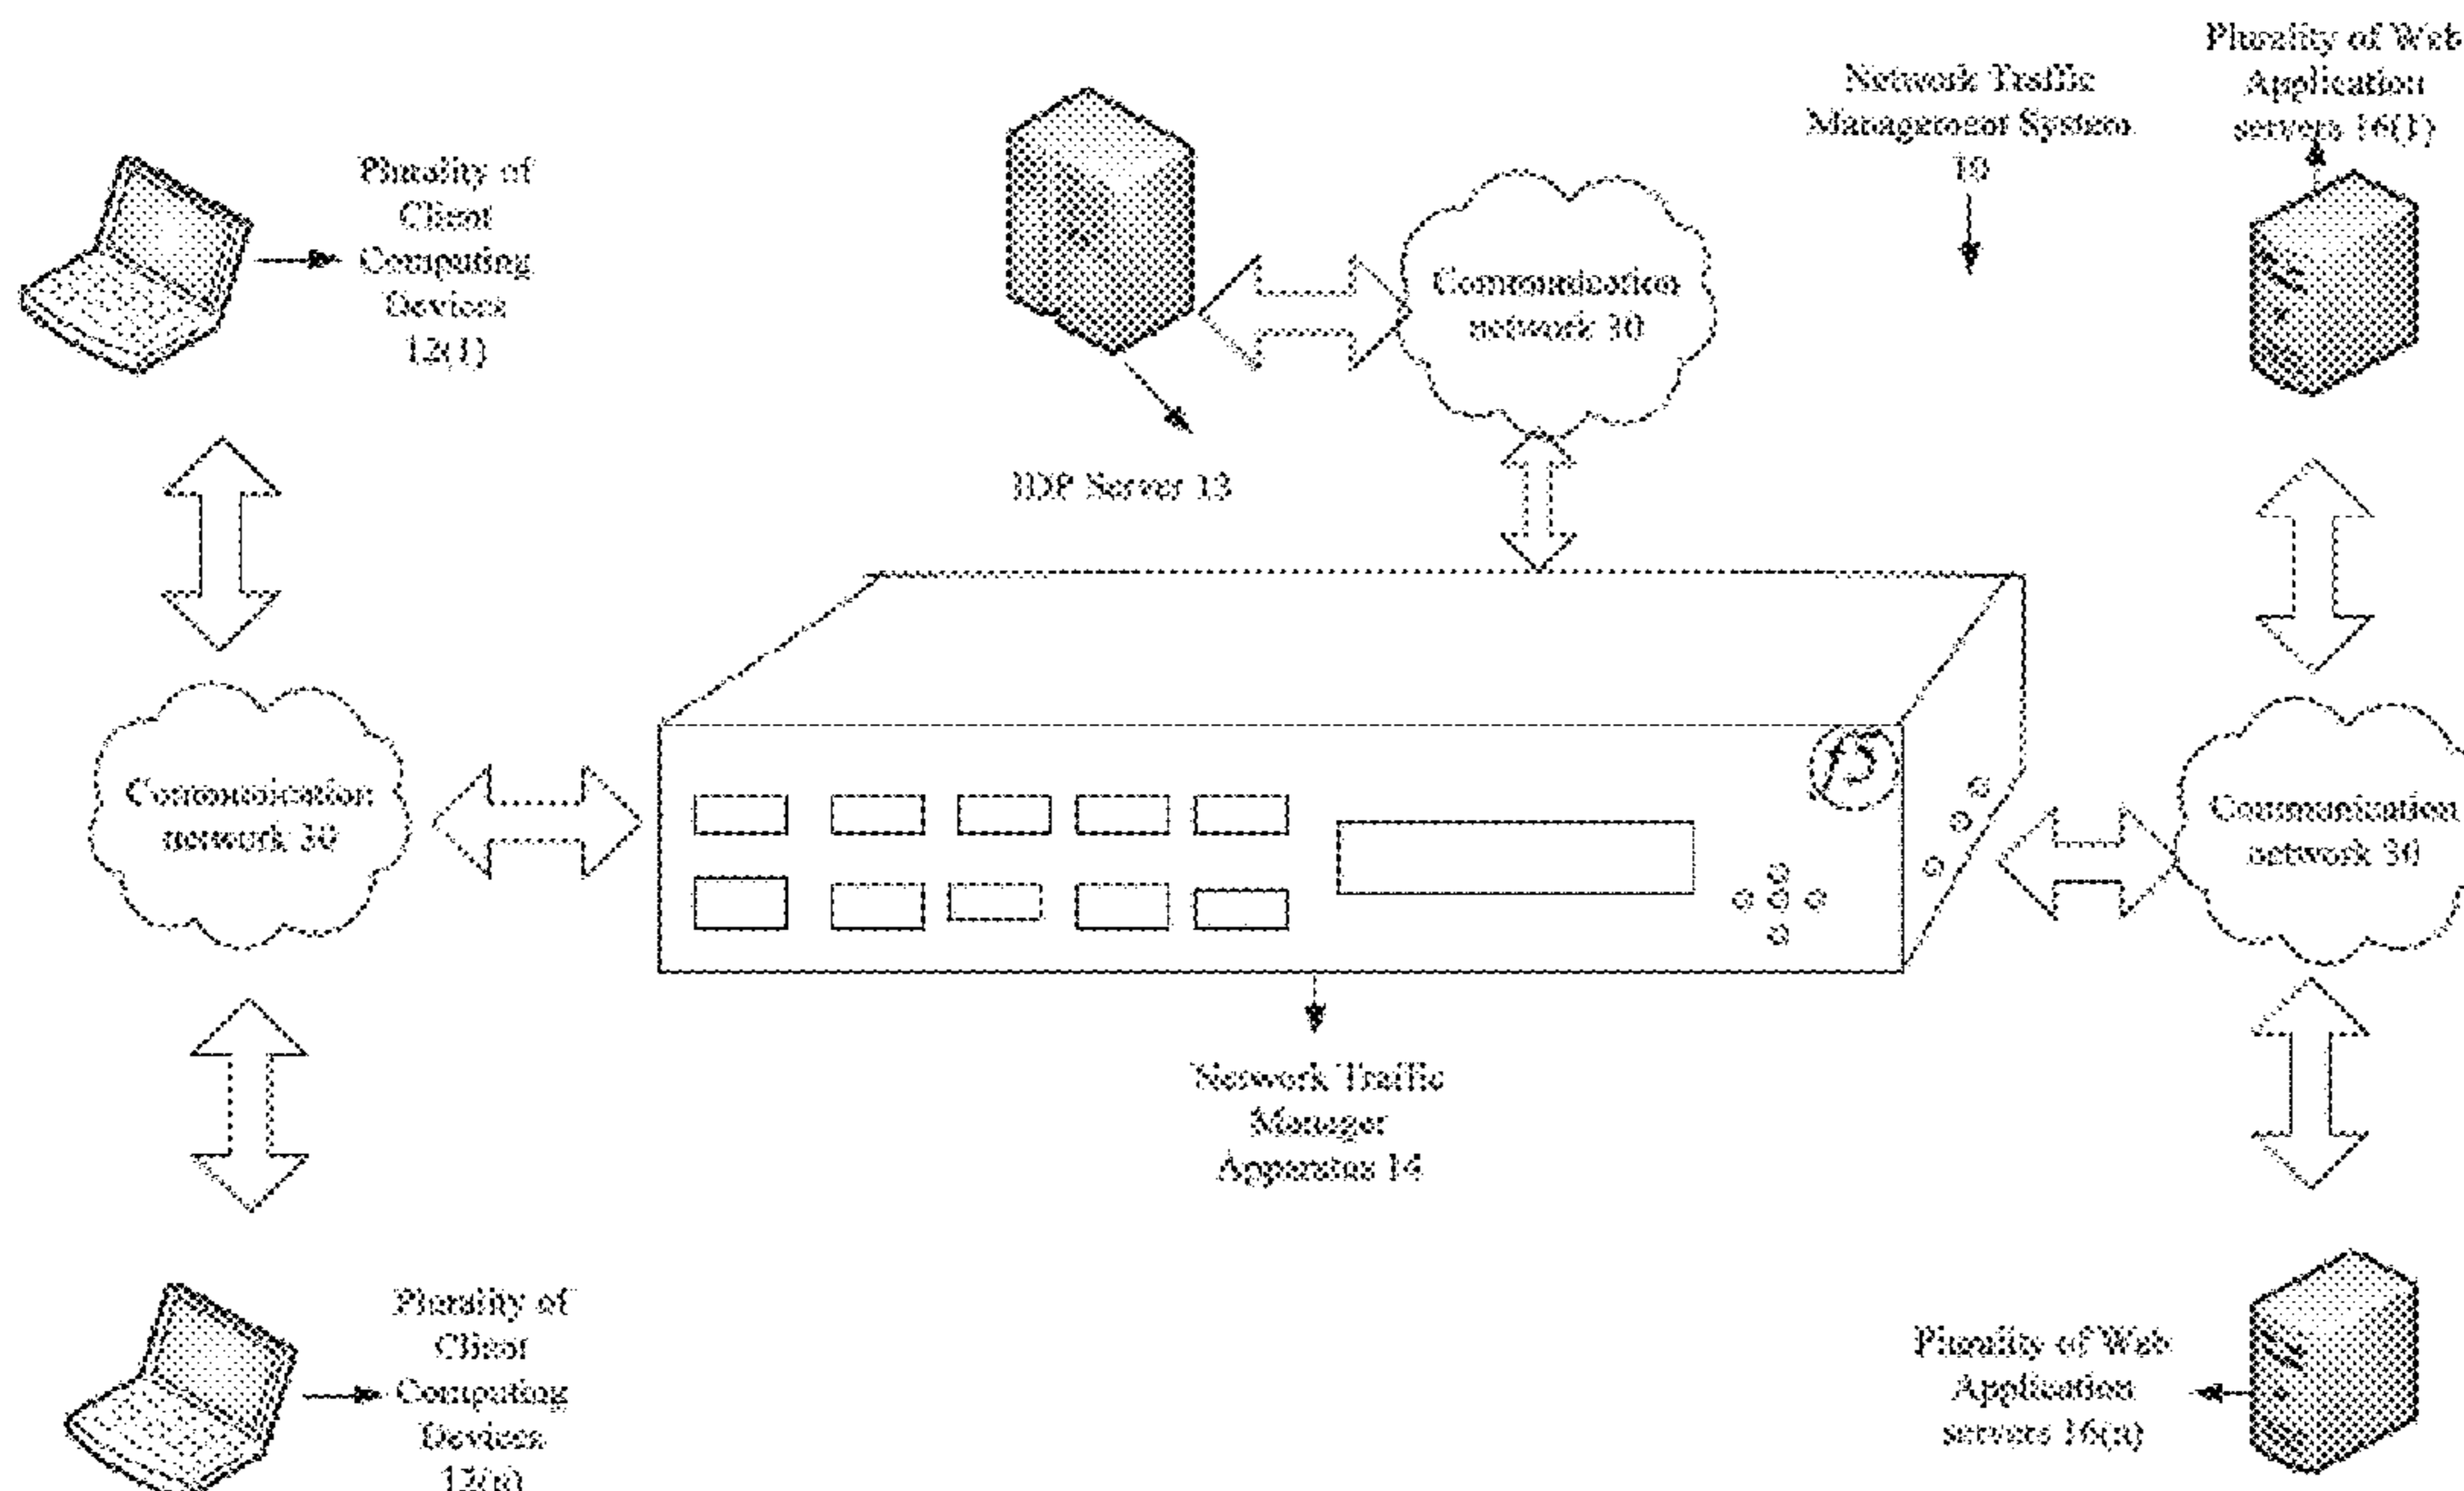 Plurality of
Client
Computing
Devices
12(1)
IDP Server 13
Communication
network 30
Network Traffic
Management System
10
Plurality of Web
Application
servers 16(1)
Communication
network 30
f5
Communication
network 30
Network Traffic
Manager
Apparatus 14
Plurality of
Client
Computing
Devices
12(n)
Plurality of Web
Application
servers 16(n)